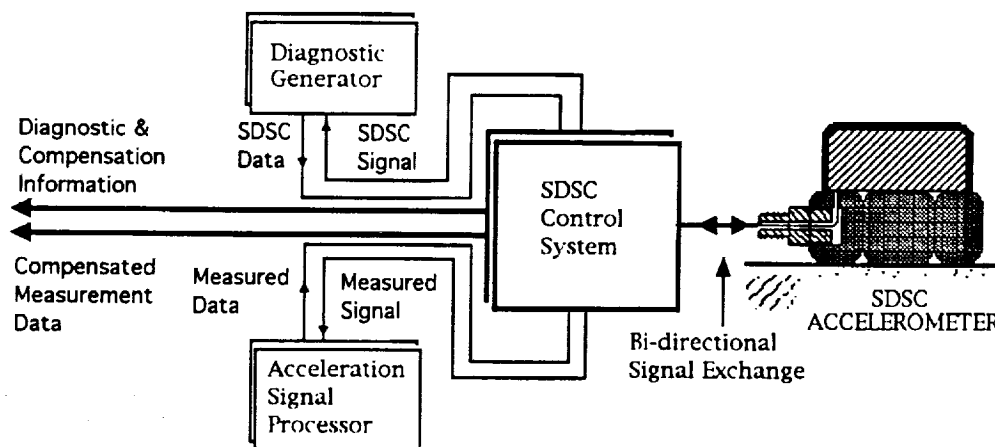 Diagnostic
Generator
SDSC
Data
SDSC
Signal
Diagnostic &
Compensation
Information
SDSC
Control
System
Compensated
Measurement
Data
Measured
Data
Measured
Signal
Acceleration
Signal
Processor
Bi-directional
Signal Exchange
SDSC
ACCELEROMETER